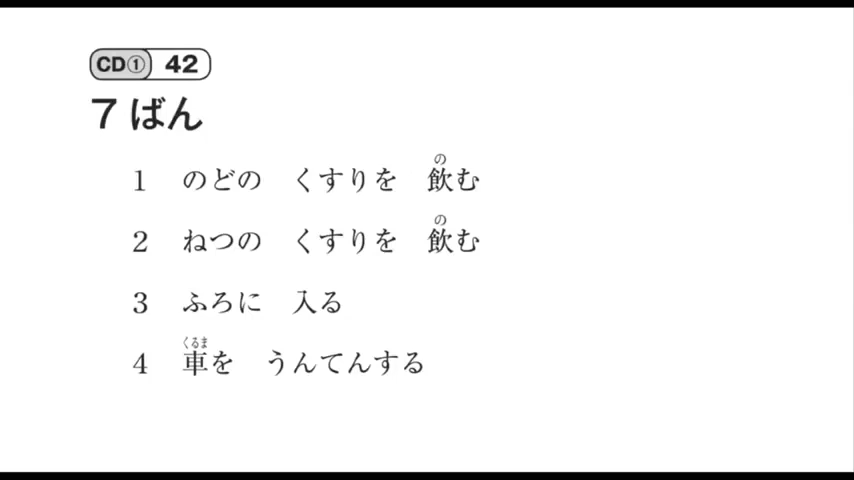 CD① 42
7ばん
1 のどの くすりを 飲む
2 ねつの くすりを 飲む
3 ふろに 入る
4 車を うんてんする